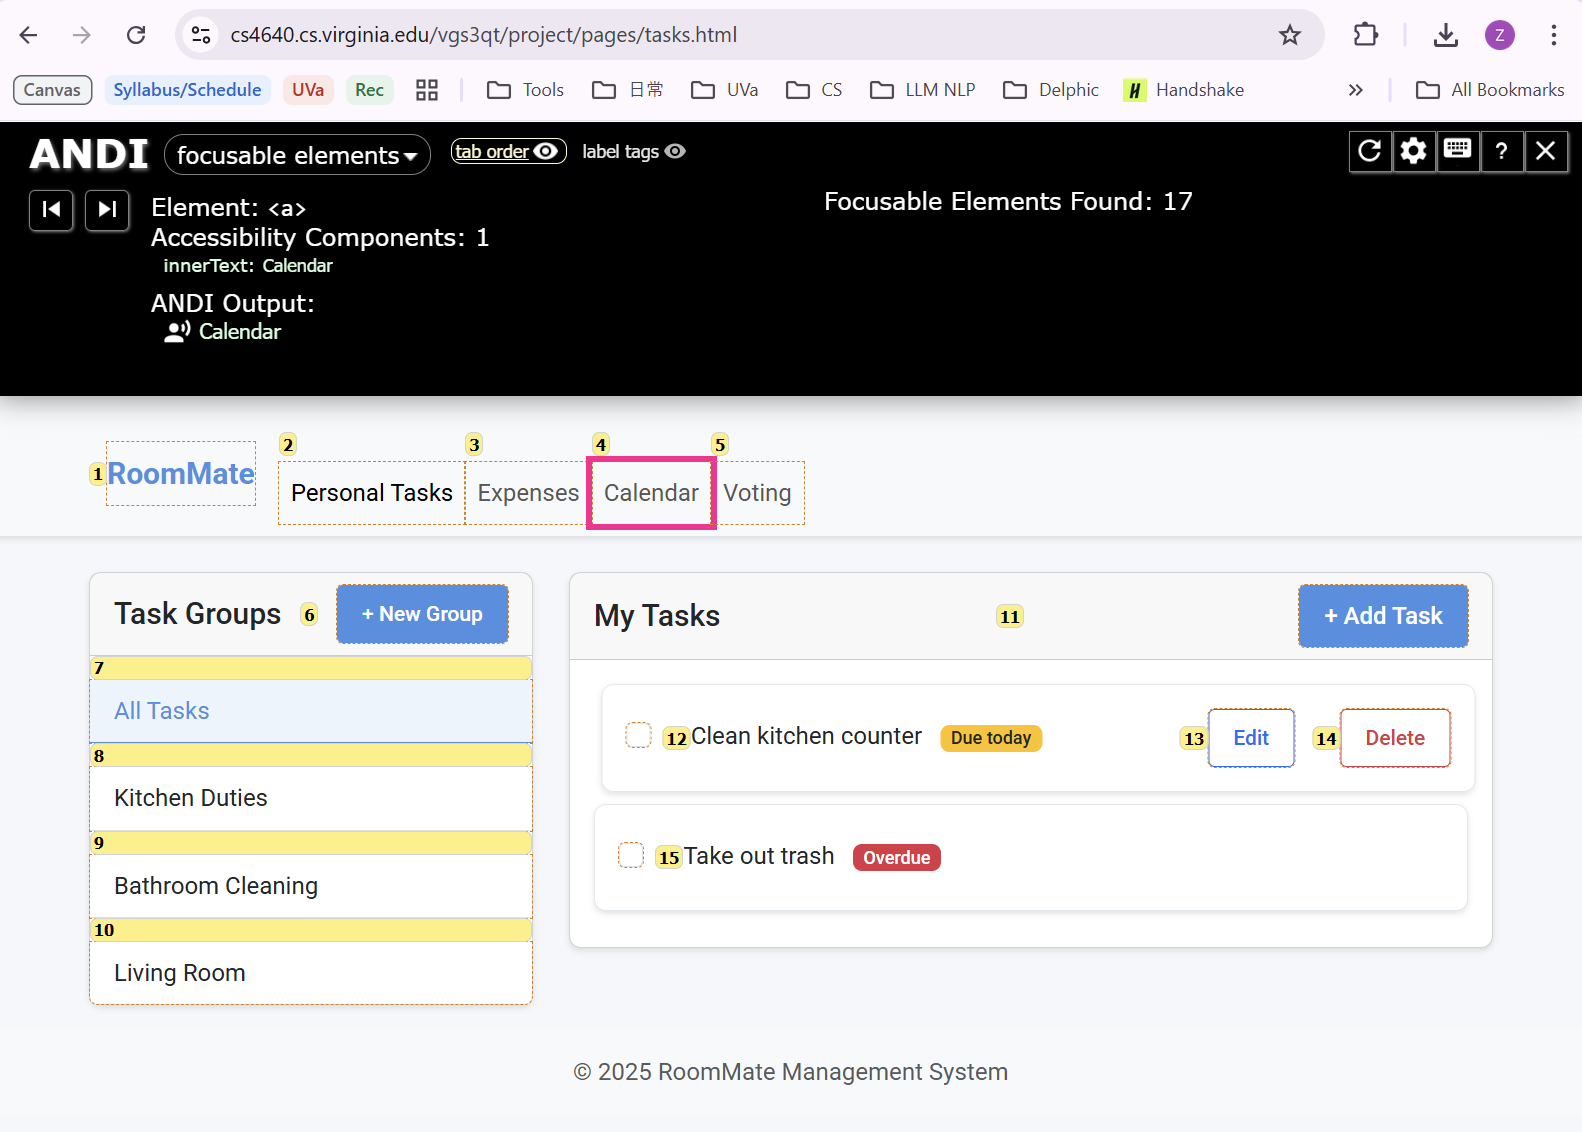 cs4640.cs.virginia.edu/vgs3qt/project/pages/tasks.html
Z
Canvas Syllabus/Schedule UVa Rec Tools 日常 UVa CS LLM NLP Delphic H Handshake » All Bookmarks
ANDI focusable elements tab order label tags ?
Element: <a>
Focusable Elements Found: 17
Accessibility Components: 1
innerText: Calendar
ANDI Output:
Calendar
2 3 4 5
1 RoomMate Personal Tasks Expenses Calendar Voting
Task Groups 6 + New Group
7
All Tasks
8
Kitchen Duties
9
Bathroom Cleaning
10
Living Room
My Tasks 11 + Add Task
12 Clean kitchen counter Due today 13 Edit 14 Delete
15 Take out trash Overdue
© 2025 RoomMate Management System